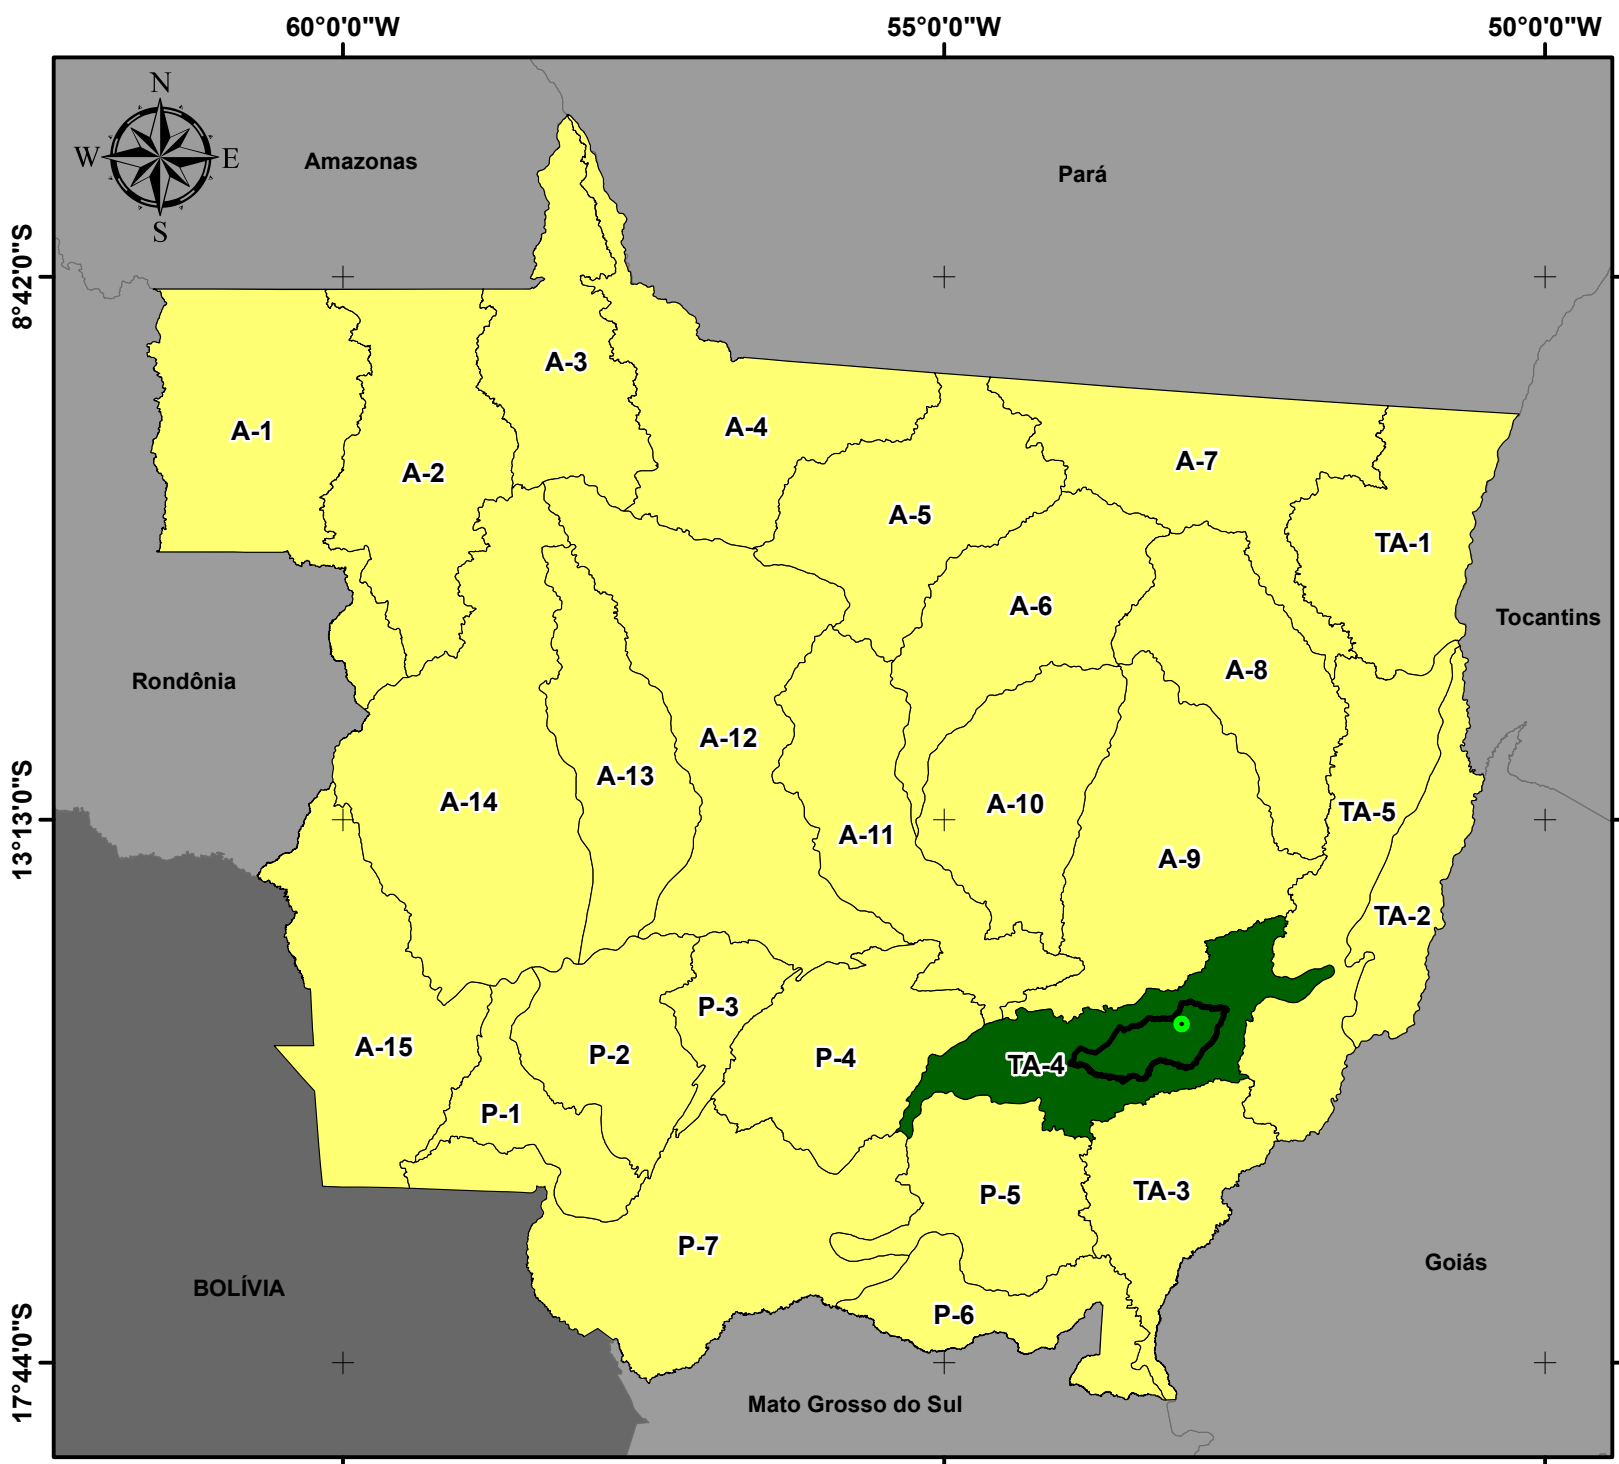 60°0'0"W
55°0'0"W
50°0'0"W
N
W
E
S
Amazonas
Pará
8°42'0"S
A-3
A-1
A-4
A-7
A-2
A-5
TA-1
A-6
Tocantins
Rondônia
A-8
A-12
A-13
A-14
A-10
TA-5
13°13'0"S
A-11
A-9
TA-2
P-3
A-15
P-2
P-4
TA-4
P-1
P-5
TA-3
P-7
Goiás
BOLÍVIA
P-6
17°44'0"S
Mato Grosso do Sul